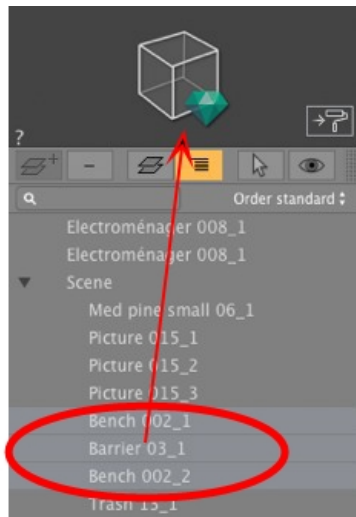 ?
Order standard
Electroménager 008_1
Electroménager 008_1
Scene
Med pine small 06_1
Picture 015_1
Picture 015_2
Picture 015_3
Bench 002_1
Barrier 03_1
Bench 002_2
Trash 13_1